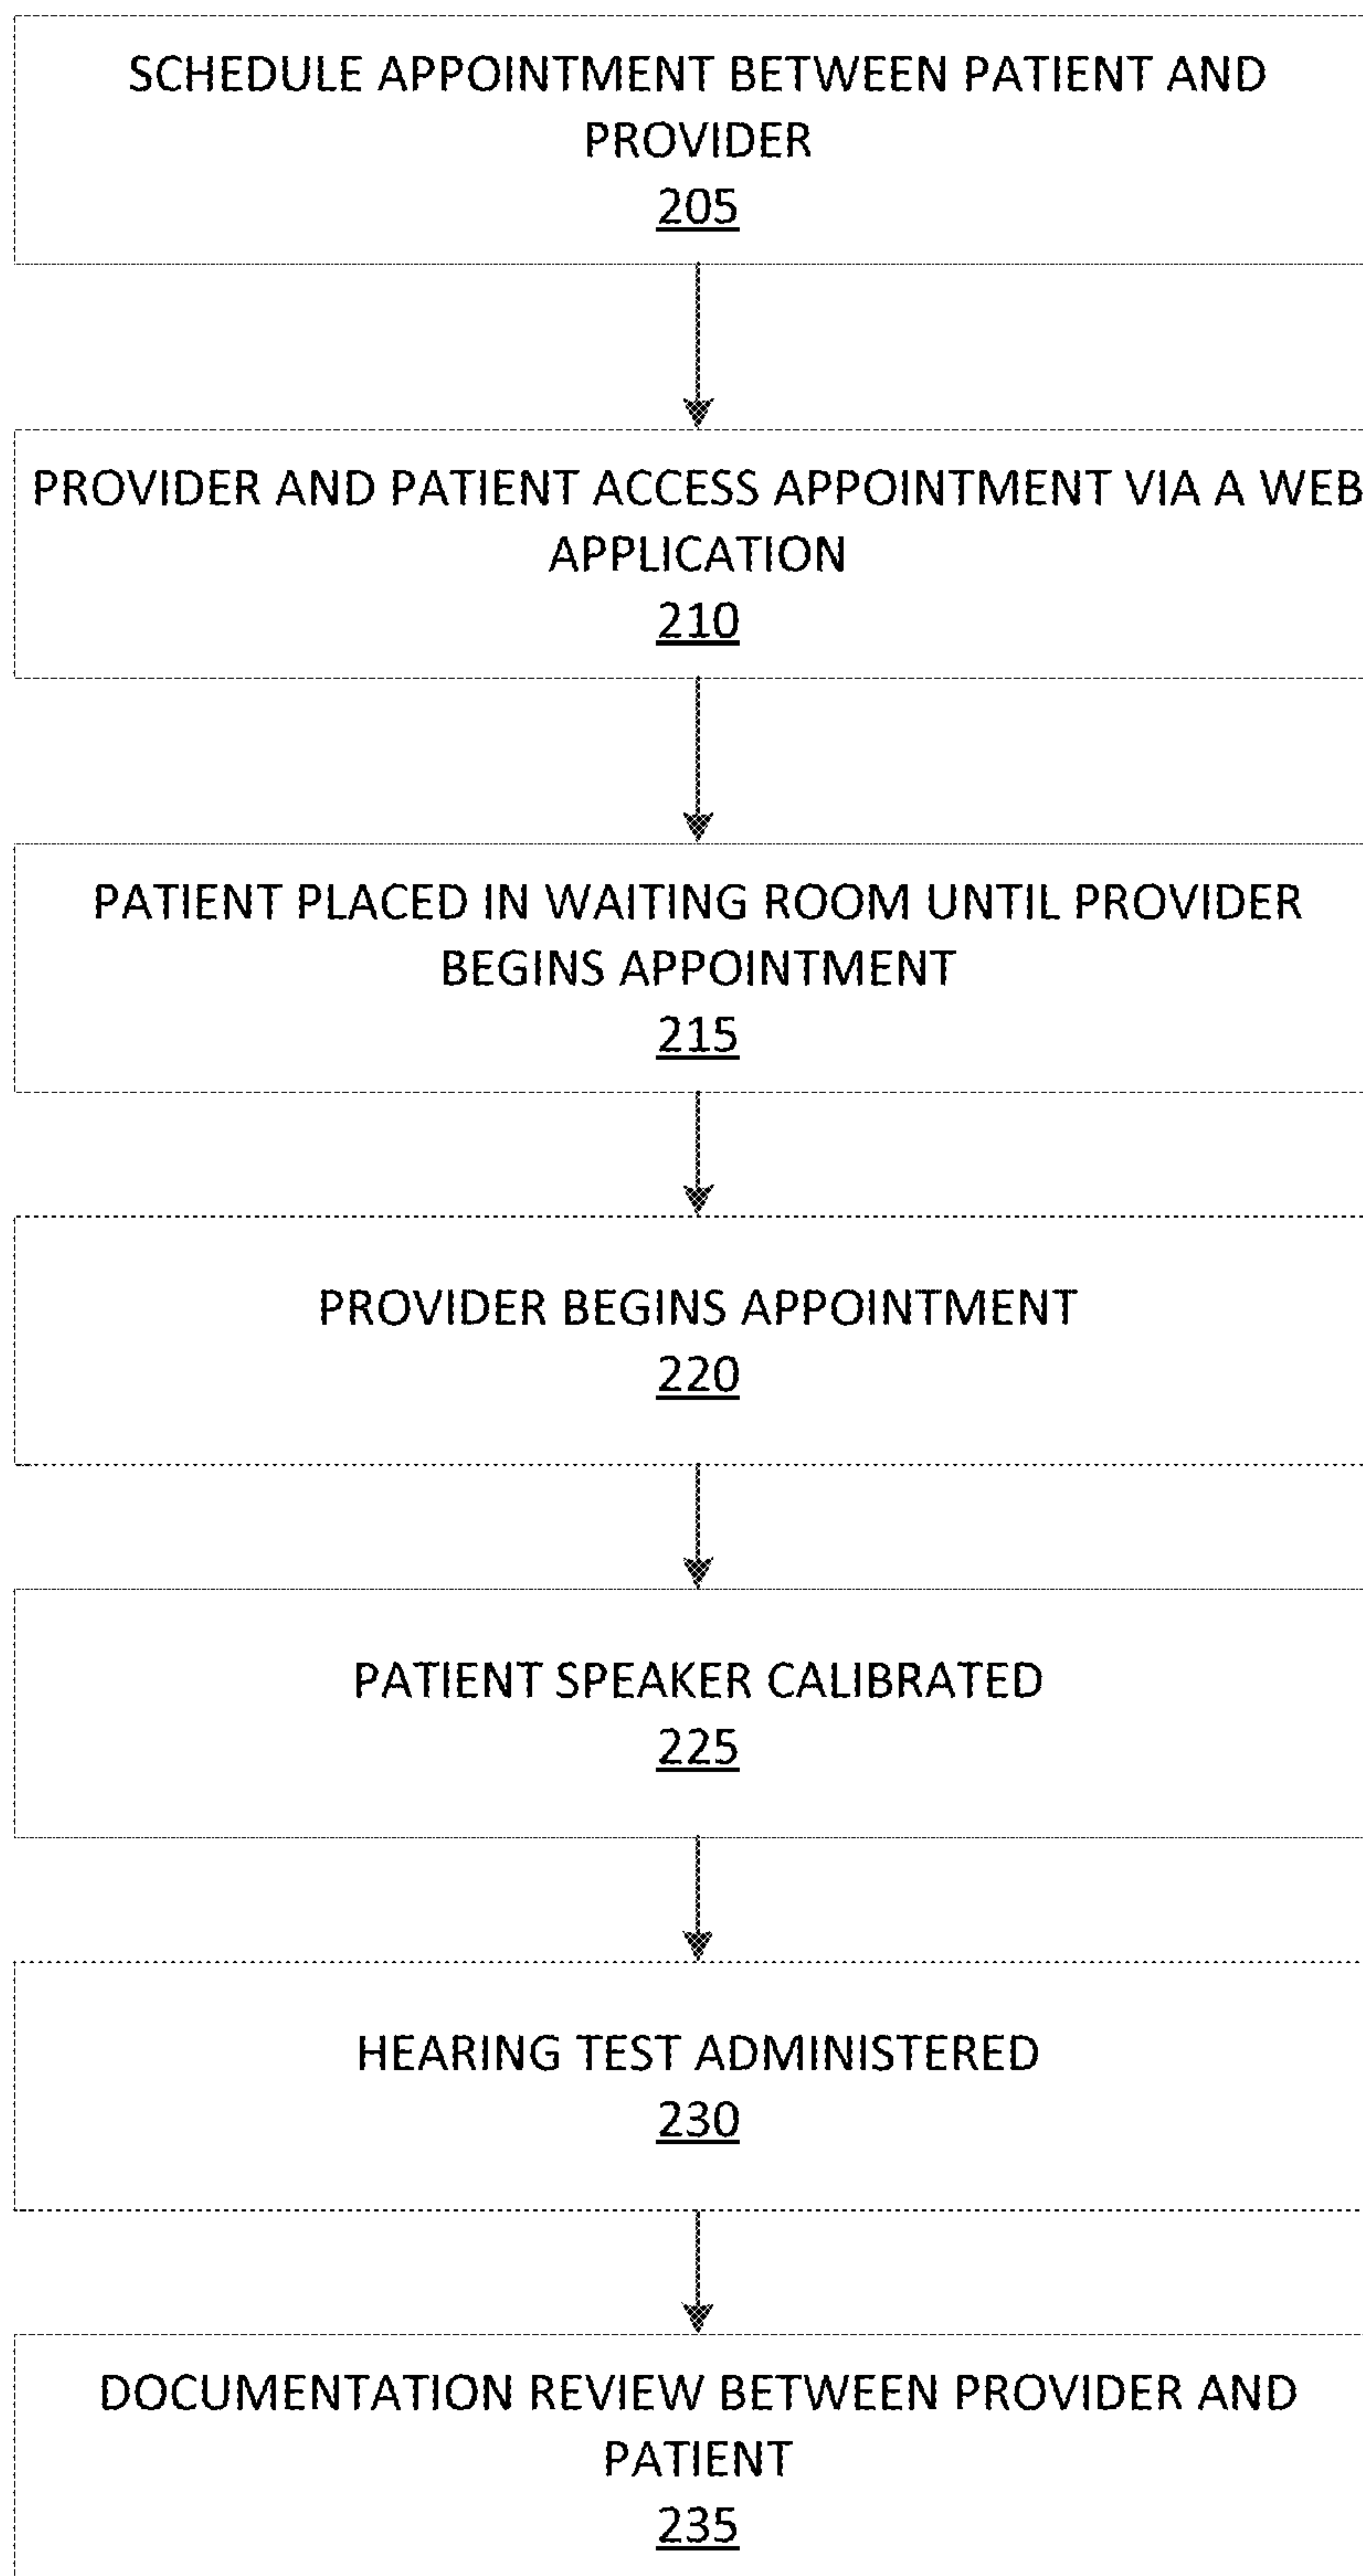 SCHEDULE APPOINTMENT BETWEEN PATIENT AND
PROVIDER
205
PROVIDER AND PATIENT ACCESS APPOINTMENT VIA A WEB
APPLICATION
210
PATIENT PLACED IN WAITING ROOM UNTIL PROVIDER
BEGINS APPOINTMENT
215
PROVIDER BEGINS APPOINTMENT
220
PATIENT SPEAKER CALIBRATED
225
HEARING TEST ADMINISTERED
230
DOCUMENTATION REVIEW BETWEEN PROVIDER AND
PATIENT
235